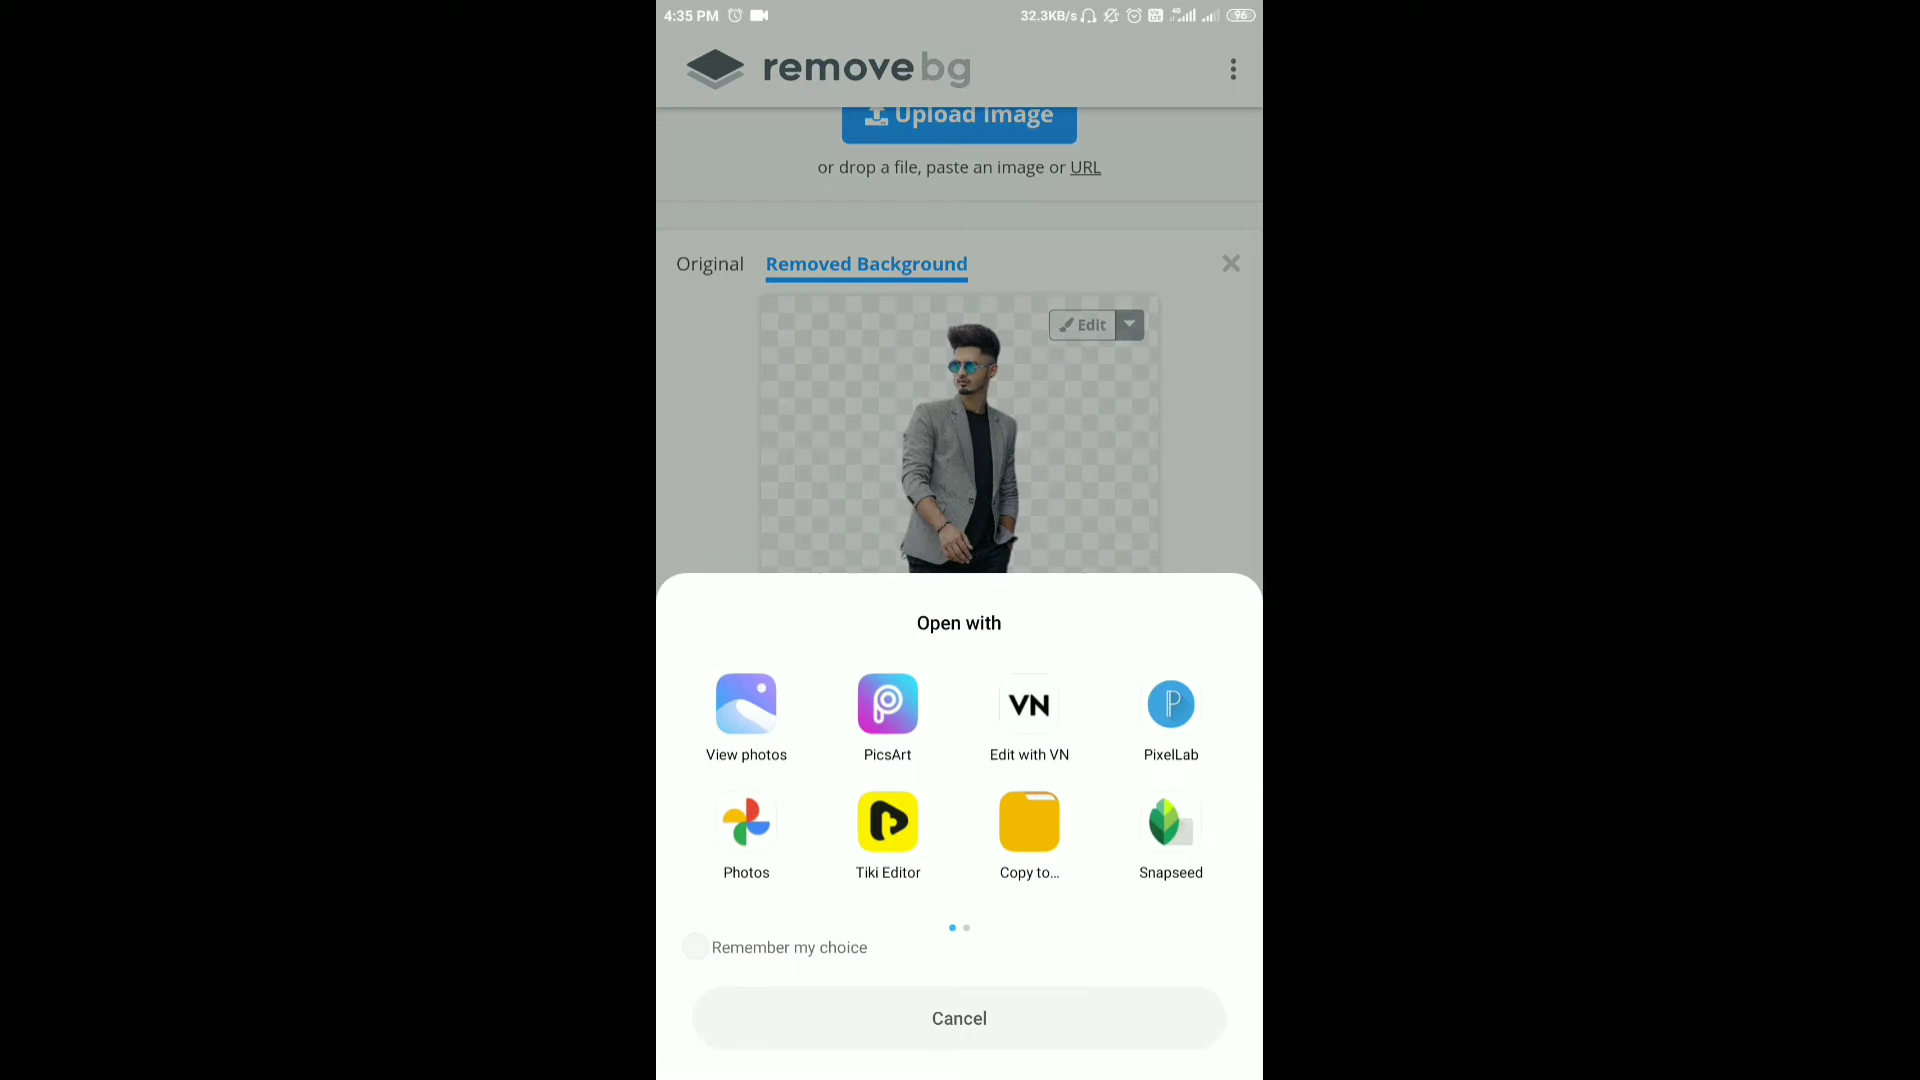 4:35 PM 32.3KB/s 96
remove bg
Upload Image
or drop a file, paste an image or URL
Original Removed Background
Edit
Open with
VN
View photos PicsArt Edit with VN PixelLab
Photos Tiki Editor Copy to... Snapseed
Remember my choice
Cancel